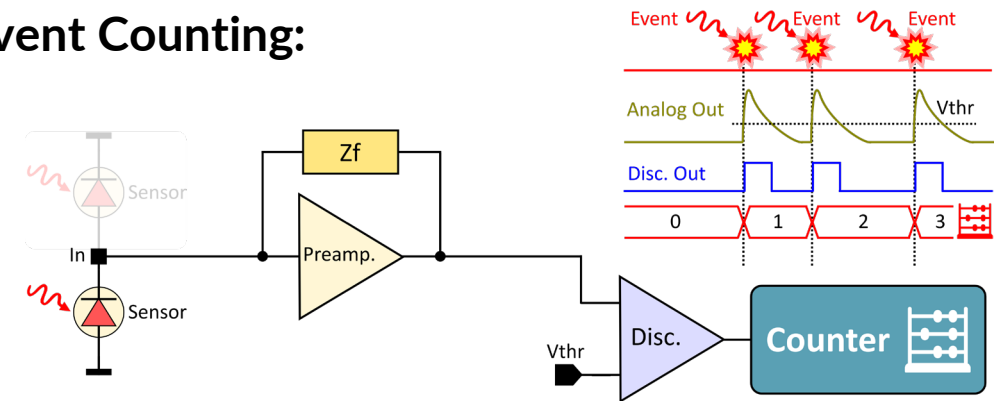 vent Counting:
Event Event Event
Analog Out
Vthr
Disc. Out
0 1 2 3
Zf
Sensor
Preamp.
In
Sensor
Vthr
Disc.
Counter